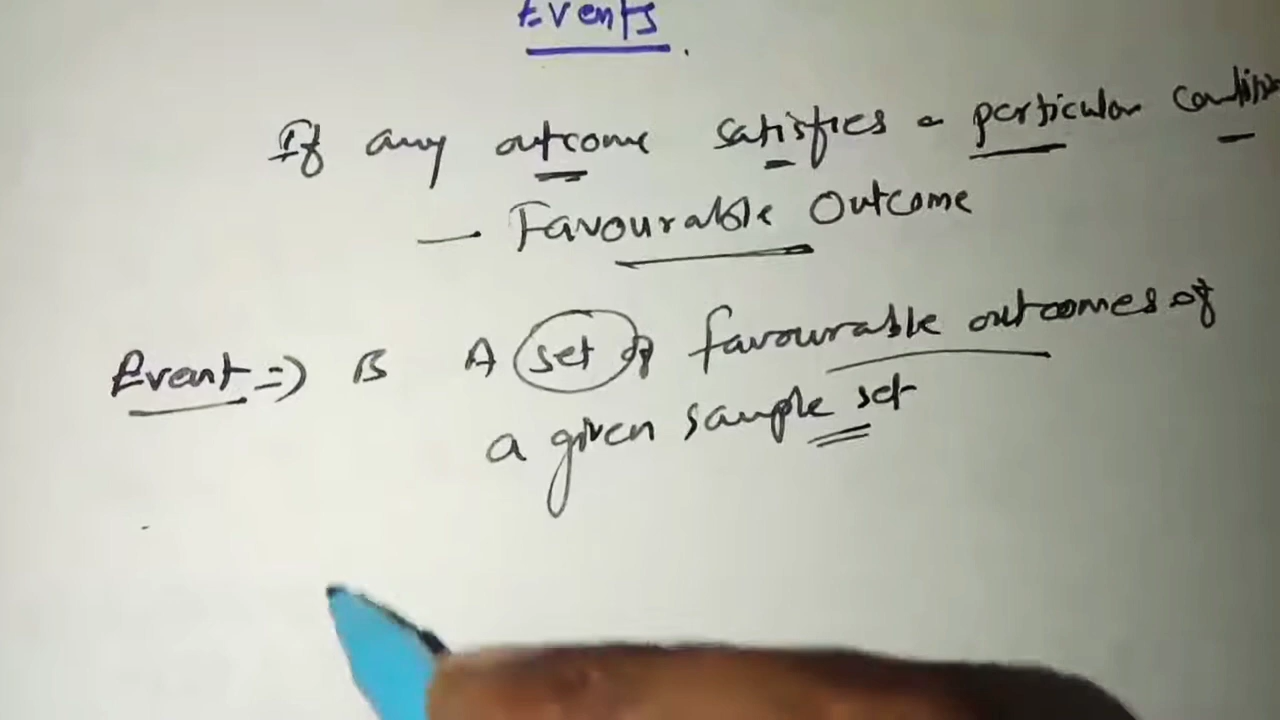 Events
If any outcome satisfies a particular
- Favourable Outcome
Event => is A set of favourable outcomes of
a given sample set